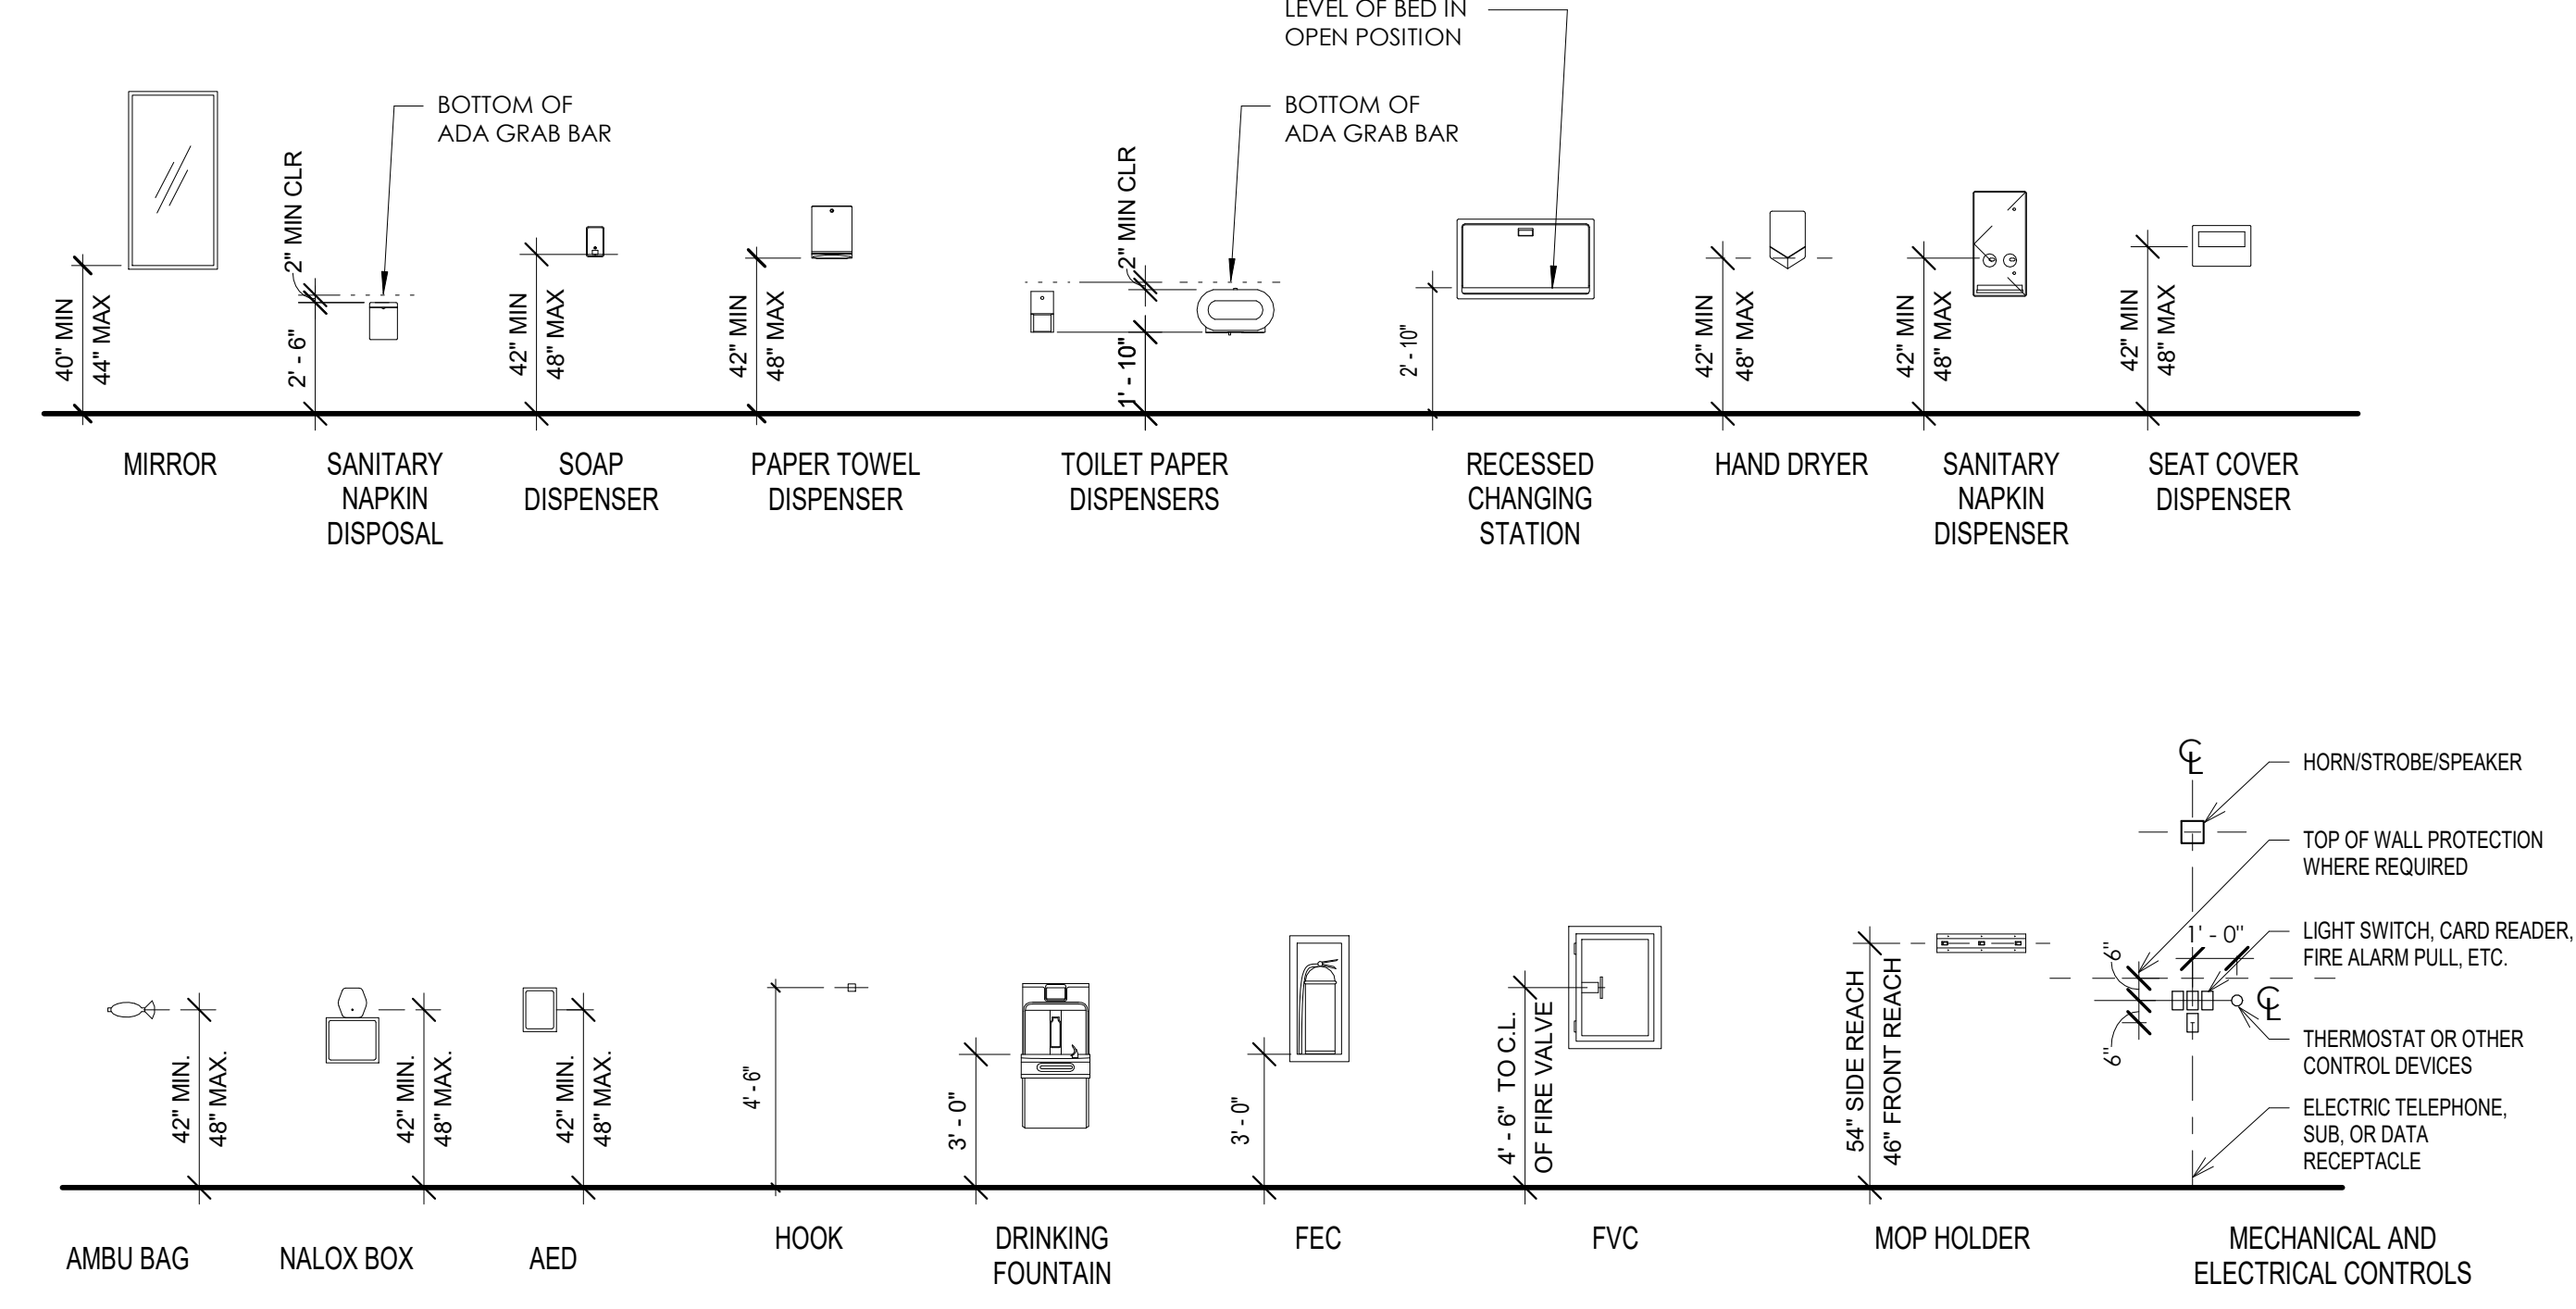 LEVEL OF BED IN
OPEN POSITION
BOTTOM OF
ADA GRAB BAR
BOTTOM OF
ADA GRAB BAR
40" MIN
44" MAX
2" MIN CLR
2' - 6"
42" MIN
48" MAX
42" MIN
48" MAX
2" MIN CLR
1' - 10"
2' - 10"
42" MIN
48" MAX
42" MIN
48" MAX
42" MIN
48" MAX
MIRROR
SANITARY
NAPKIN
DISPOSAL
SOAP
DISPENSER
PAPER TOWEL
DISPENSER
TOILET PAPER
DISPENSERS
RECESSED
CHANGING
STATION
HAND DRYER
SANITARY
NAPKIN
DISPENSER
SEAT COVER
DISPENSER
42" MIN.
48" MAX.
42" MIN.
48" MAX.
42" MIN.
48" MAX.
4' - 6"
3' - 0"
3' - 0"
4' - 6" TO C.L.
OF FIRE VALVE
54" SIDE REACH
46" FRONT REACH
CL
HORN/STROBE/SPEAKER
TOP OF WALL PROTECTION
WHERE REQUIRED
6"
6"
1' - 0"
LIGHT SWITCH, CARD READER,
FIRE ALARM PULL, ETC.
CL
THERMOSTAT OR OTHER
CONTROL DEVICES
ELECTRIC TELEPHONE,
SUB, OR DATA
RECEPTACLE
AMBU BAG
NALOX BOX
AED
HOOK
DRINKING
FOUNTAIN
FEC
FVC
MOP HOLDER
MECHANICAL AND
ELECTRICAL CONTROLS